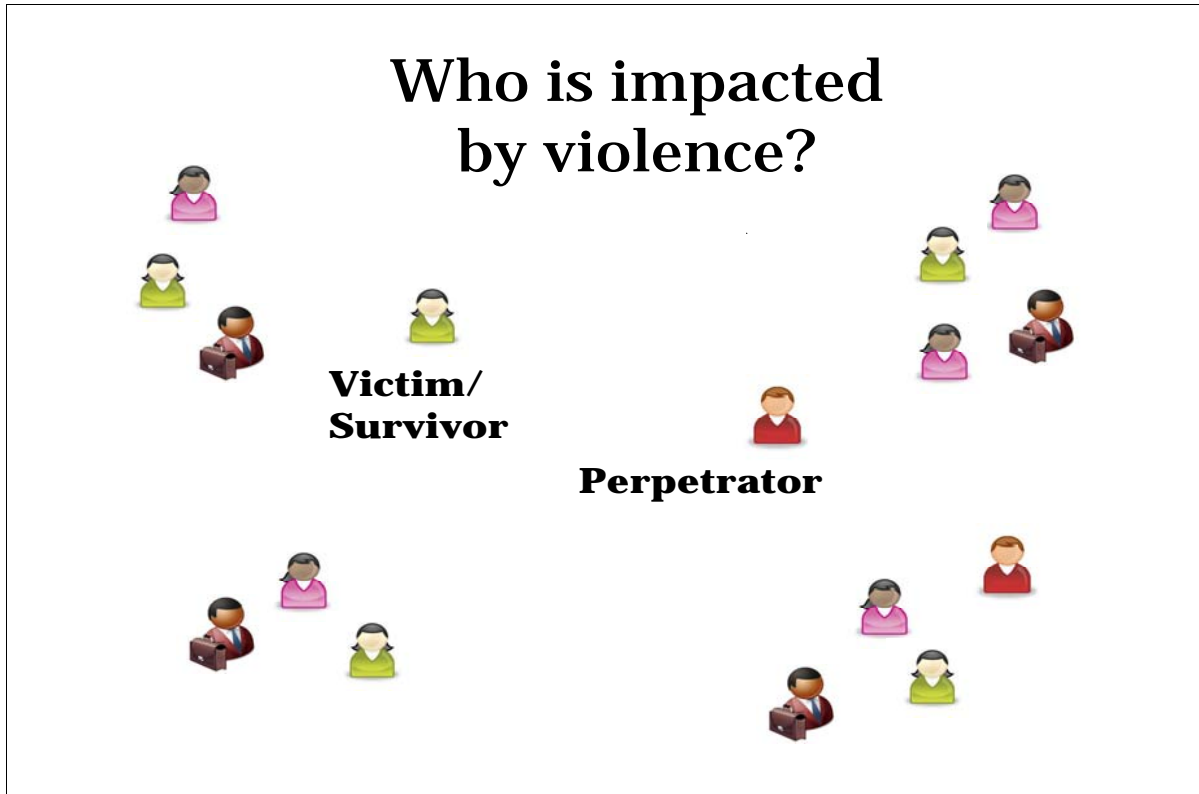 Who is impacted
by violence?
Victim/
Survivor
Perpetrator